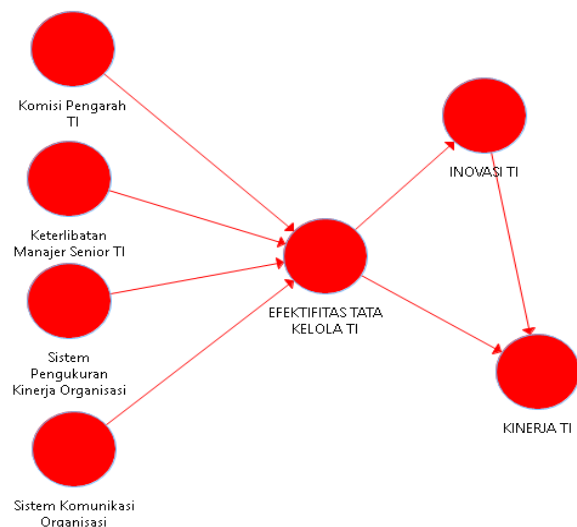 Komisi Pengarah
TI
Keterlibatan
Manajer Senior TI
Sistem
Pengukuran
Kinerja Organisasi
Sistem Komunikasi
Organisasi
EFEKTIFITAS TATA
KELOLA TI
INOVASI TI
KINERJA TI